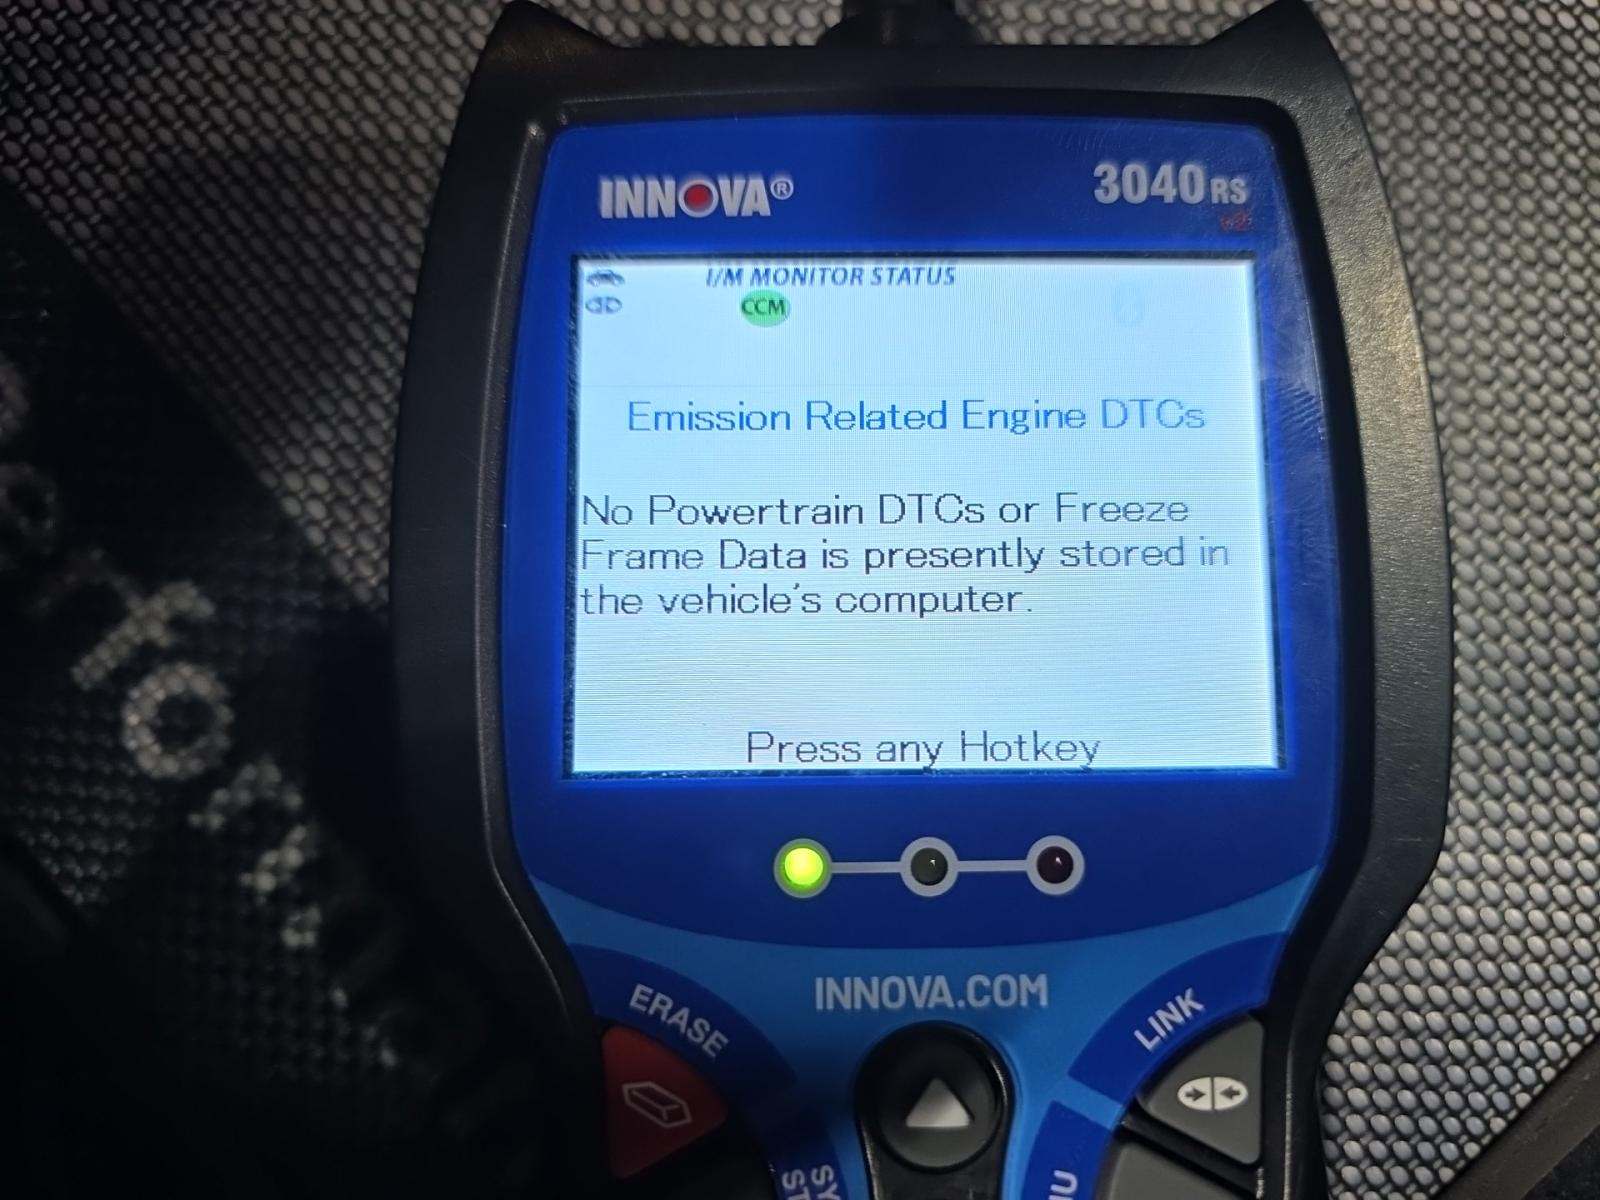 INNOVA® 3040RS
v2
I/M MONITOR STATUS
CCM
Emission Related Engine DTCs
No Powertrain DTCs or Freeze
Frame Data is presently stored in
the vehicle's computer.
Press any Hotkey
INNOVA.COM
ERASE
LINK